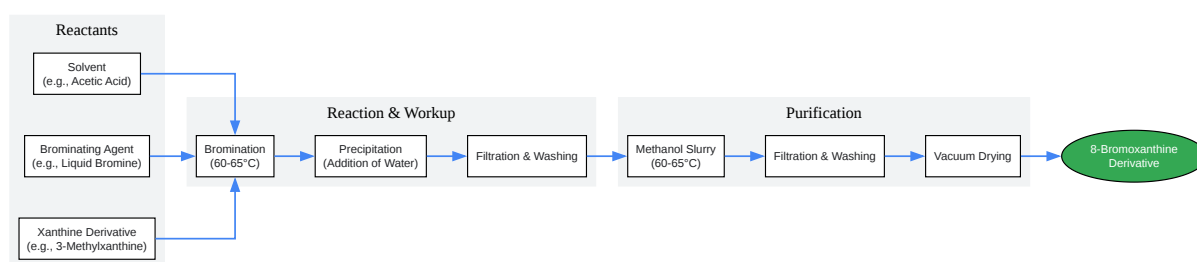 Reactants
Solvent
(e.g., Acetic Acid)
Brominating Agent
(e.g., Liquid Bromine)
Xanthine Derivative
(e.g., 3-Methylxanthine)
Reaction & Workup
Bromination
(60-65°C)
Precipitation
(Addition of Water)
Filtration & Washing
Purification
Methanol Slurry
(60-65°C)
Filtration & Washing
Vacuum Drying
8-Bromoxanthine
Derivative